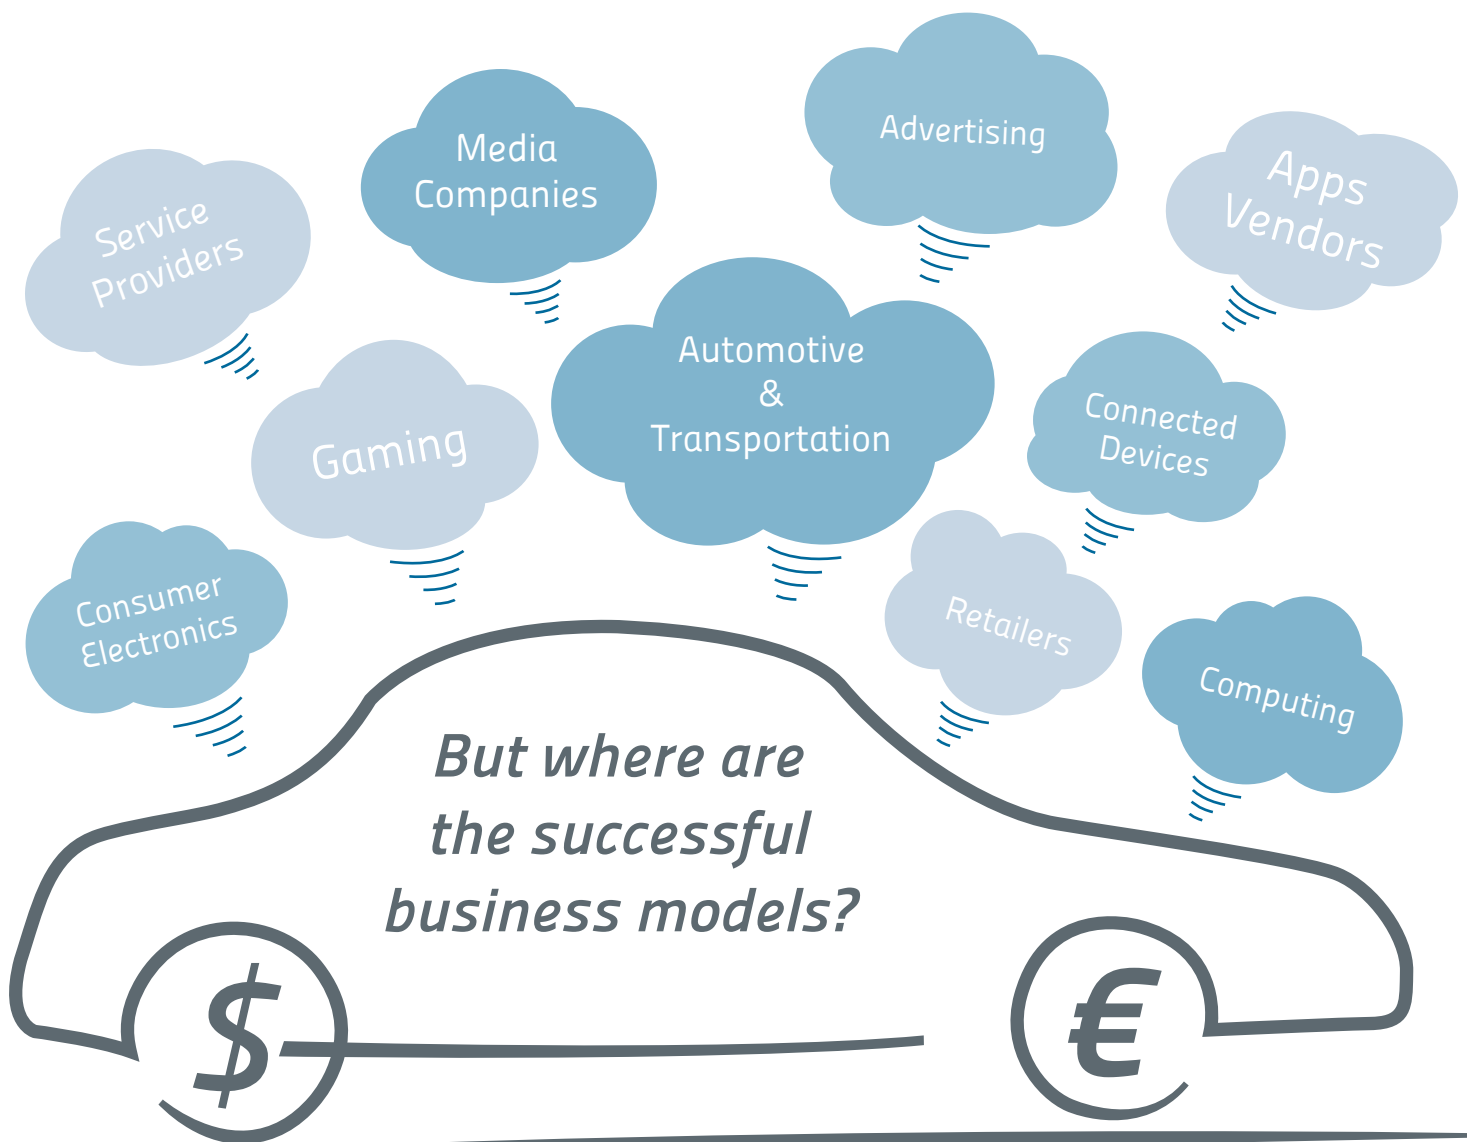 Advertising
Media
Companies
Apps
Vendors
Service
Providers
Automotive
&
Transportation
Connected
Devices
Gaming
Consumer
Electronics
Retailers
Computing
But where are
the successful
business models?
$
€